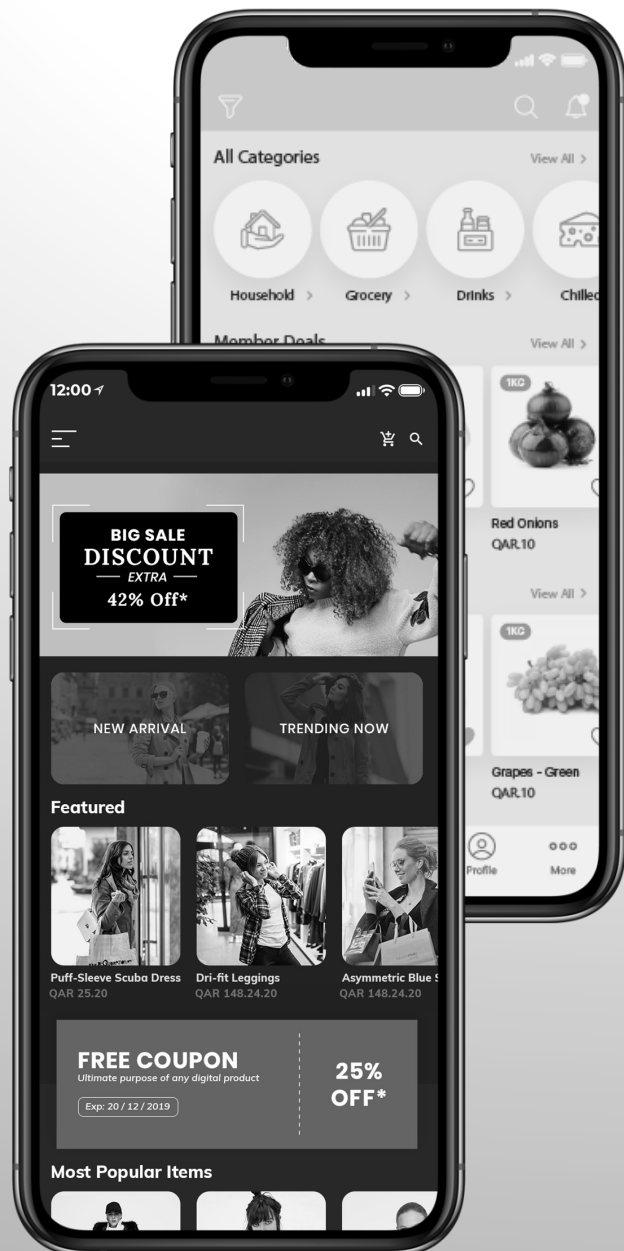 All Categories
View All >
Household >
Grocery >
Drinks >
Chilled
Member Deals
View All >
1KG
Red Onions
QAR.10
View All >
1KG
Grapes - Green
QAR.10
Profile
More
12:00
BIG SALE
DISCOUNT
EXTRA
42% Off*
NEW ARRIVAL
TRENDING NOW
Featured
Puff-Sleeve Scuba Dress
QAR 25.20
Dri-fit Leggings
QAR 148.24.20
Asymmetric Blue
QAR 148.24.20
FREE COUPON
Ultimate purpose of any digital product
Exp: 20 / 12 / 2019
25%
OFF*
Most Popular Items